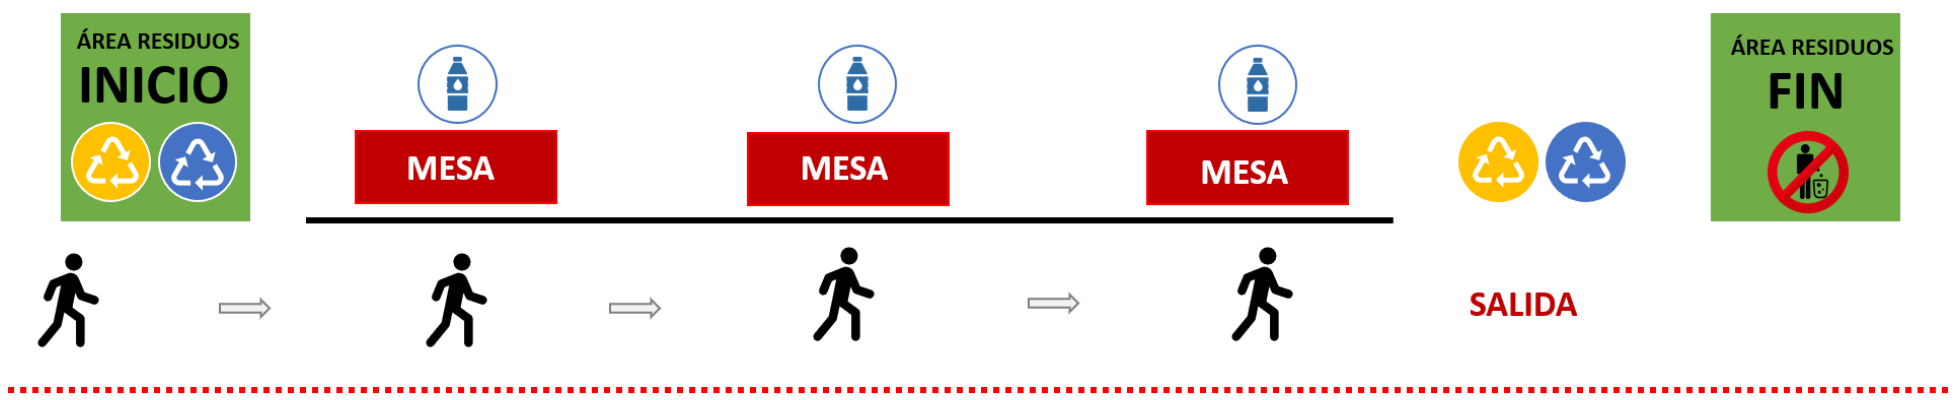 ÁREA RESIDUOS
INICIO
MESA
MESA
MESA
ÁREA RESIDUOS
FIN
SALIDA